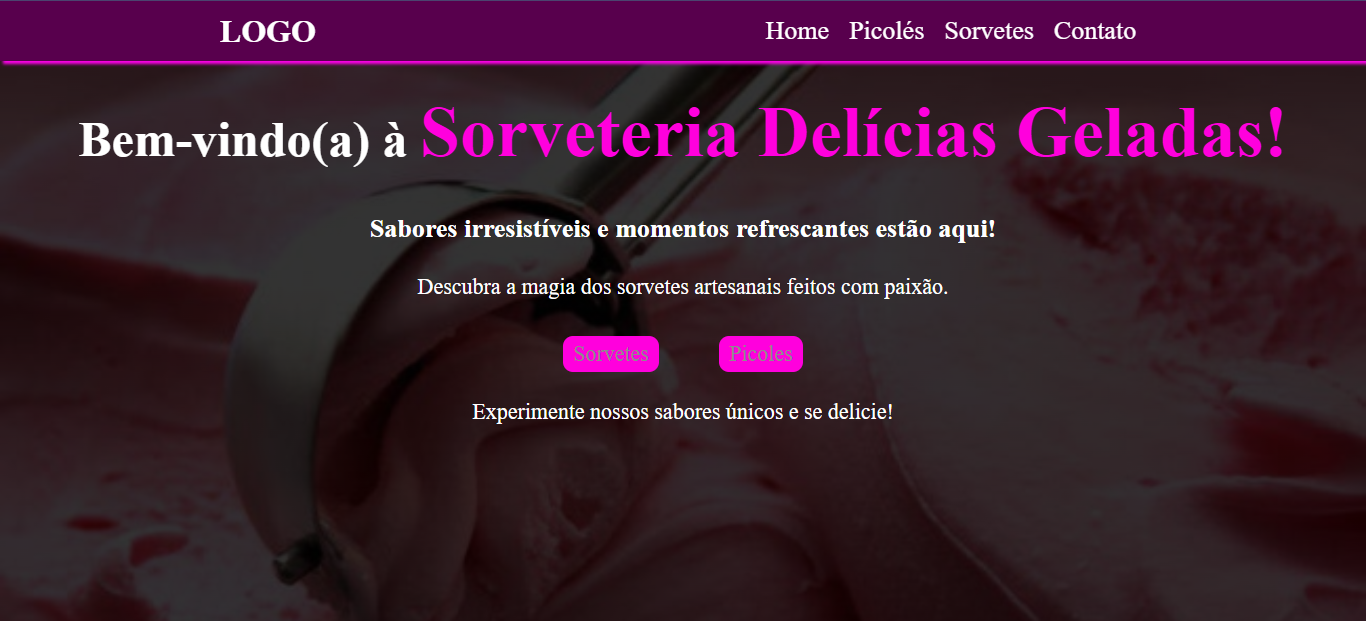 LOGO Home Picolés Sorvetes Contato
Bem-vindo(a) à Sorveteria Delícias Geladas!
Sabores irresistíveis e momentos refrescantes estão aqui!
Descubra a magia dos sorvetes artesanais feitos com paixão.
Sorvetes Picoles
Experimente nossos sabores únicos e se delicie!